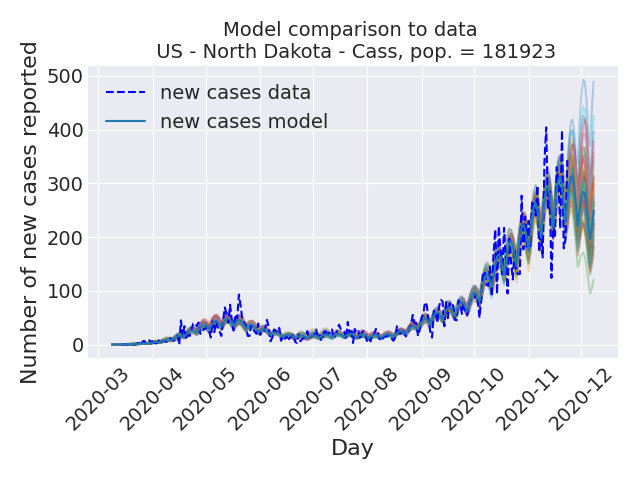 Model comparison to data
US - North Dakota - Cass, pop. = 181923
Number of new cases reported
500
400
300
200
100
0
new cases data
new cases model
2020-03
2020-04
2020-05
2020-06
2020-07
2020-08
2020-09
2020-10
2020-11
2020-12
Day